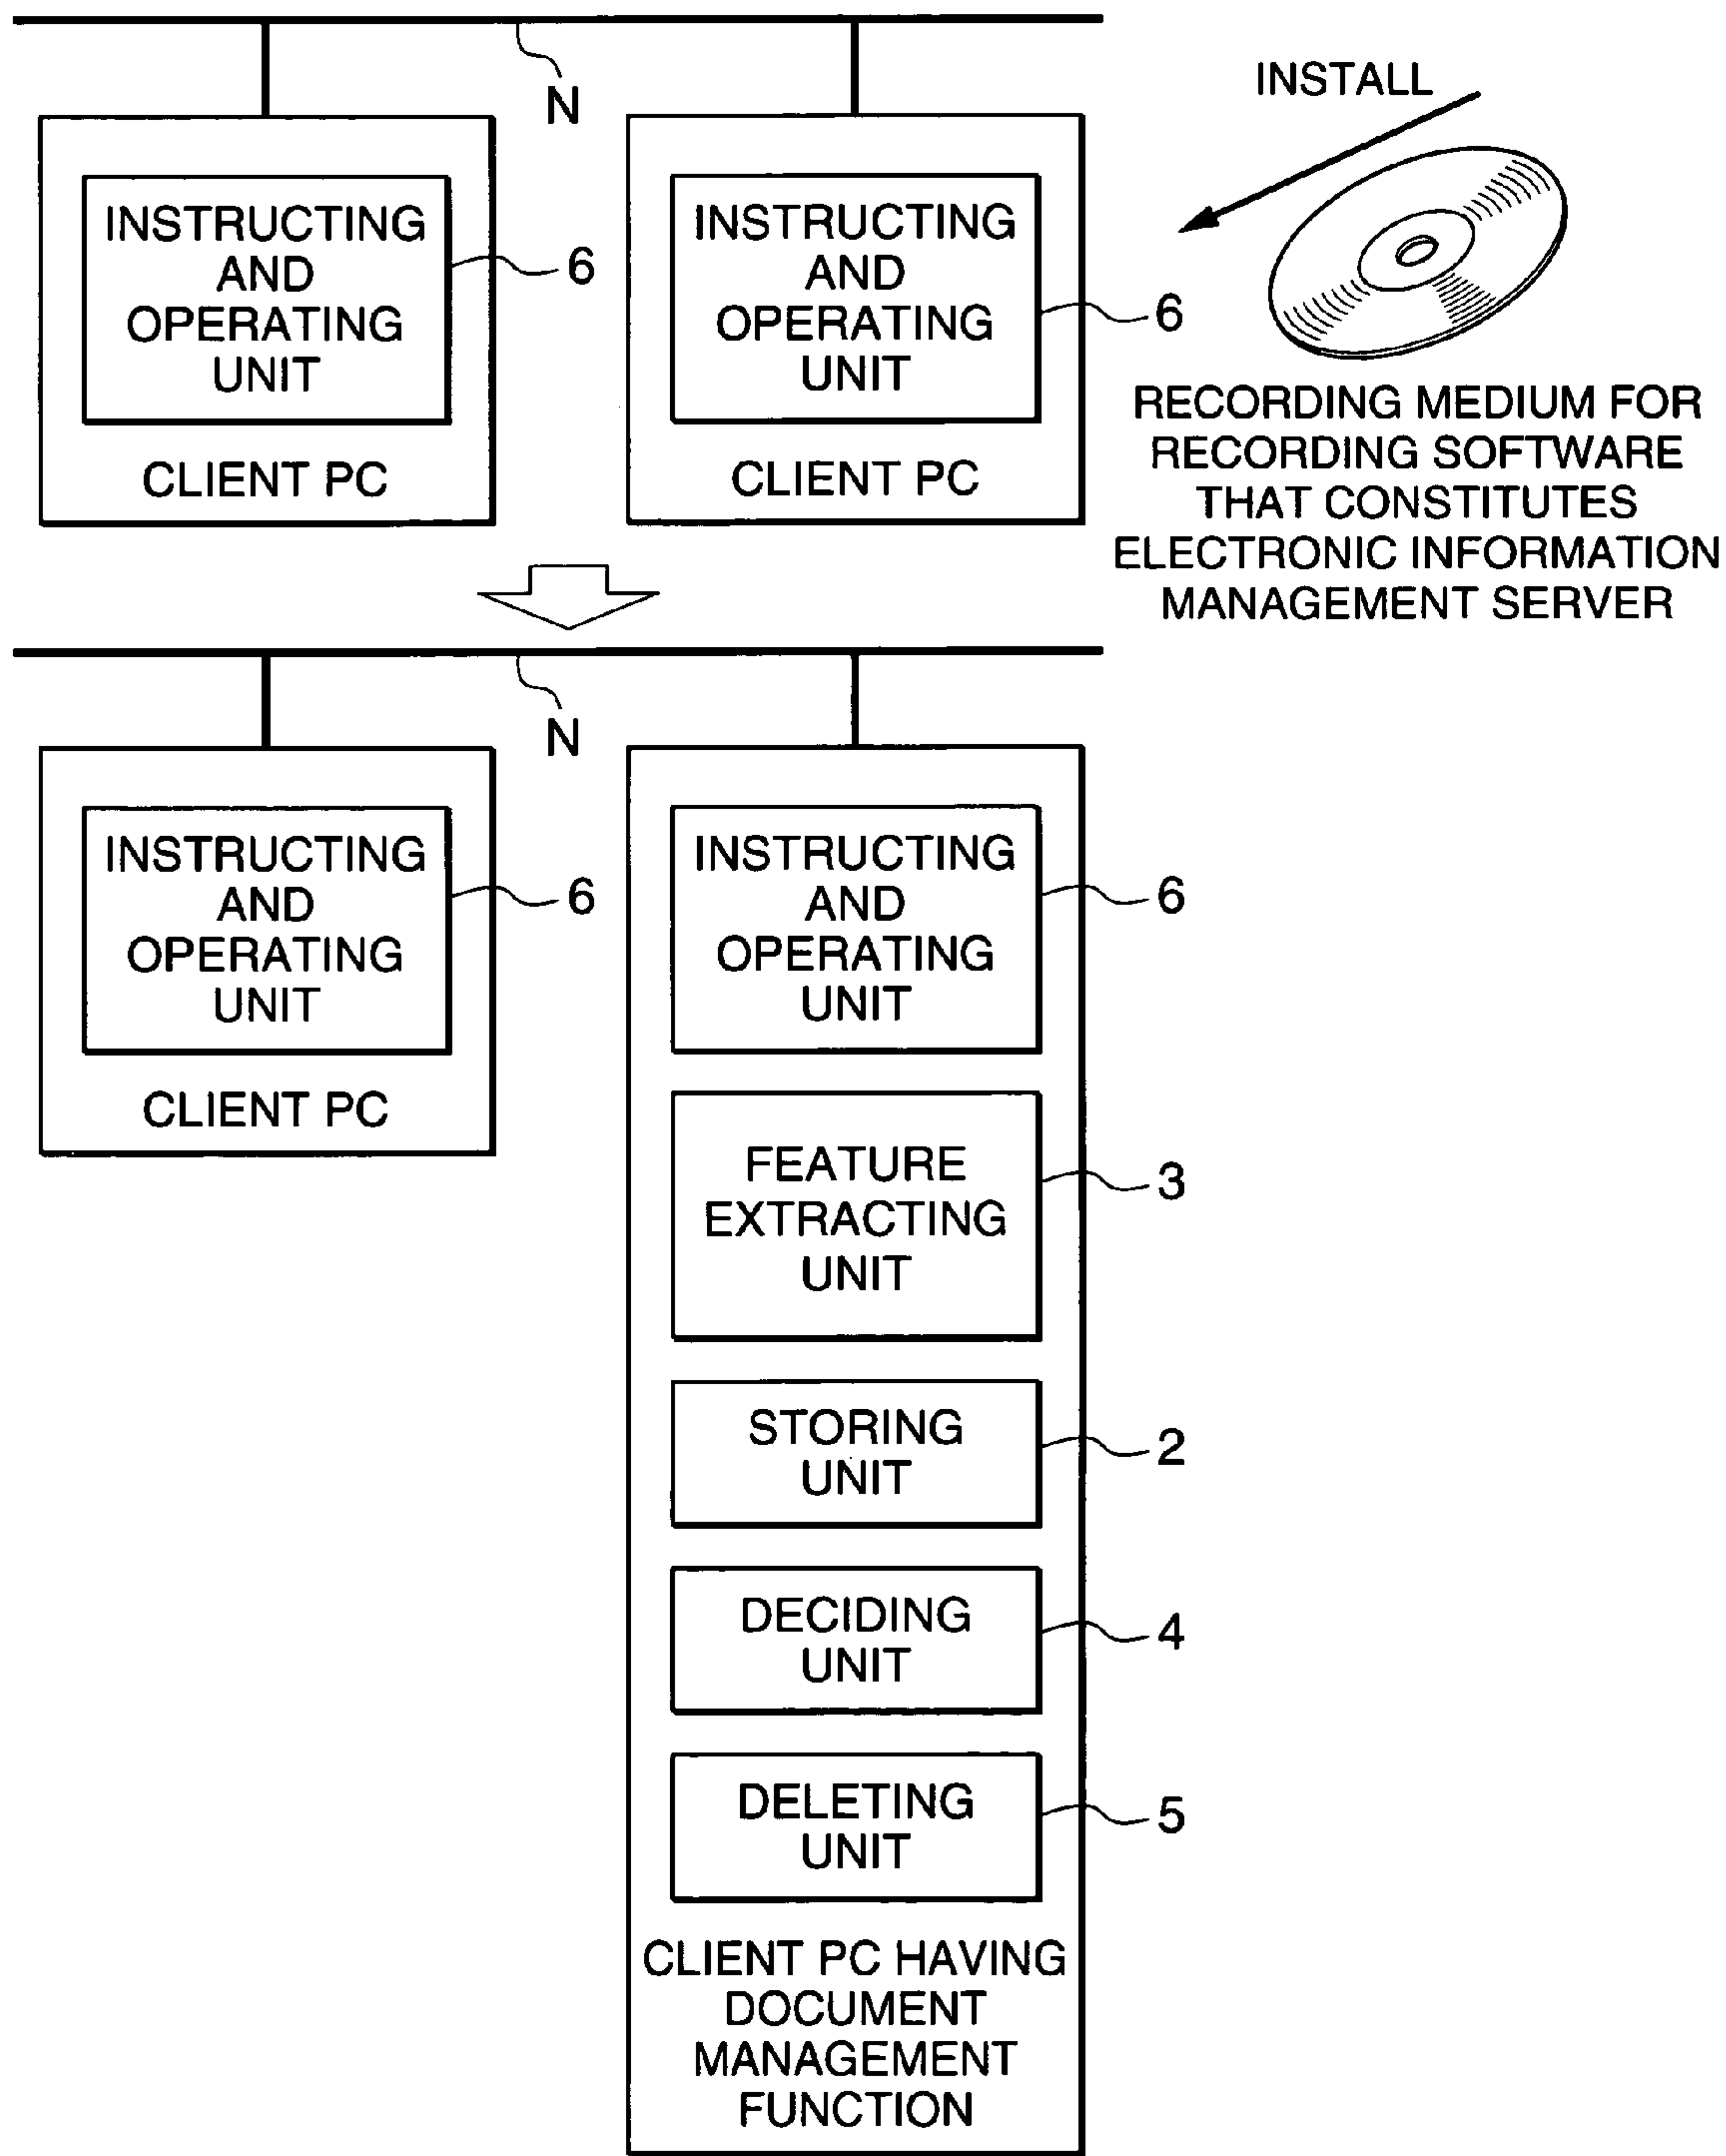 N
INSTALL
INSTRUCTING
AND
OPERATING
UNIT
6
CLIENT PC
INSTRUCTING
AND
OPERATING
UNIT
6
CLIENT PC
RECORDING MEDIUM FOR
RECORDING SOFTWARE
THAT CONSTITUTES
ELECTRONIC INFORMATION
MANAGEMENT SERVER
N
INSTRUCTING
AND
OPERATING
UNIT
6
CLIENT PC
INSTRUCTING
AND
OPERATING
UNIT
6
FEATURE
EXTRACTING
UNIT
3
STORING
UNIT
2
DECIDING
UNIT
4
DELETING
UNIT
5
CLIENT PC HAVING
DOCUMENT
MANAGEMENT
FUNCTION